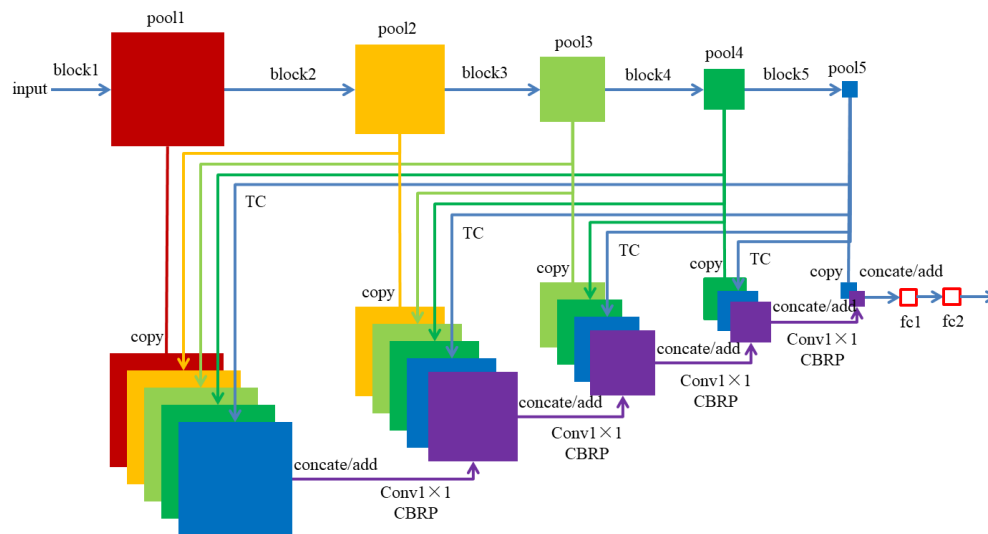 pool1
pool2
pool3
pool4
pool5
input
block1
block2
block3
block4
block5
TC
TC
TC
TC
copy
copy
copy
copy
copy
concate/add
fc1
fc2
concate/add
Conv1×1
CBRP
concate/add
Conv1×1
CBRP
concate/add
Conv1×1
CBRP
concate/add
Conv1×1
CBRP